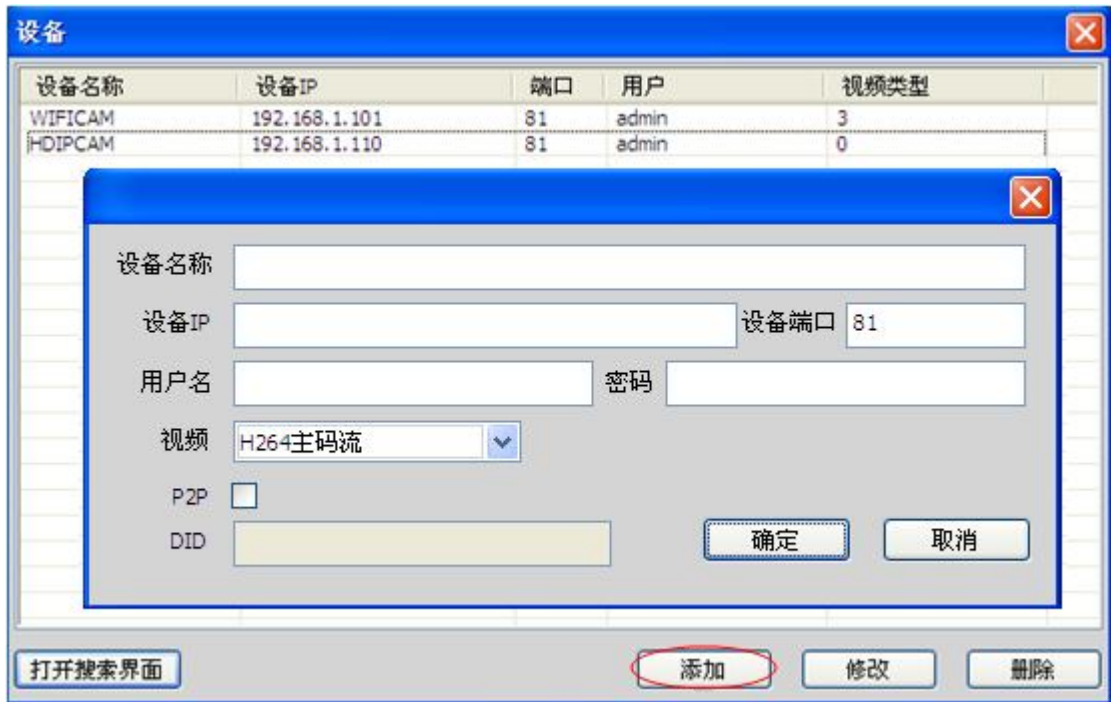 设备
设备名称 设备IP 端口 用户 视频类型
WIFICAM 192.168.1.101 81 admin 3
HDIPCAM 192.168.1.110 81 admin 0
设备名称
设备IP 设备端口 81
用户名 密码
视频 H264主码流
P2P
DID 确定 取消
打开搜索界面 添加 修改 删除